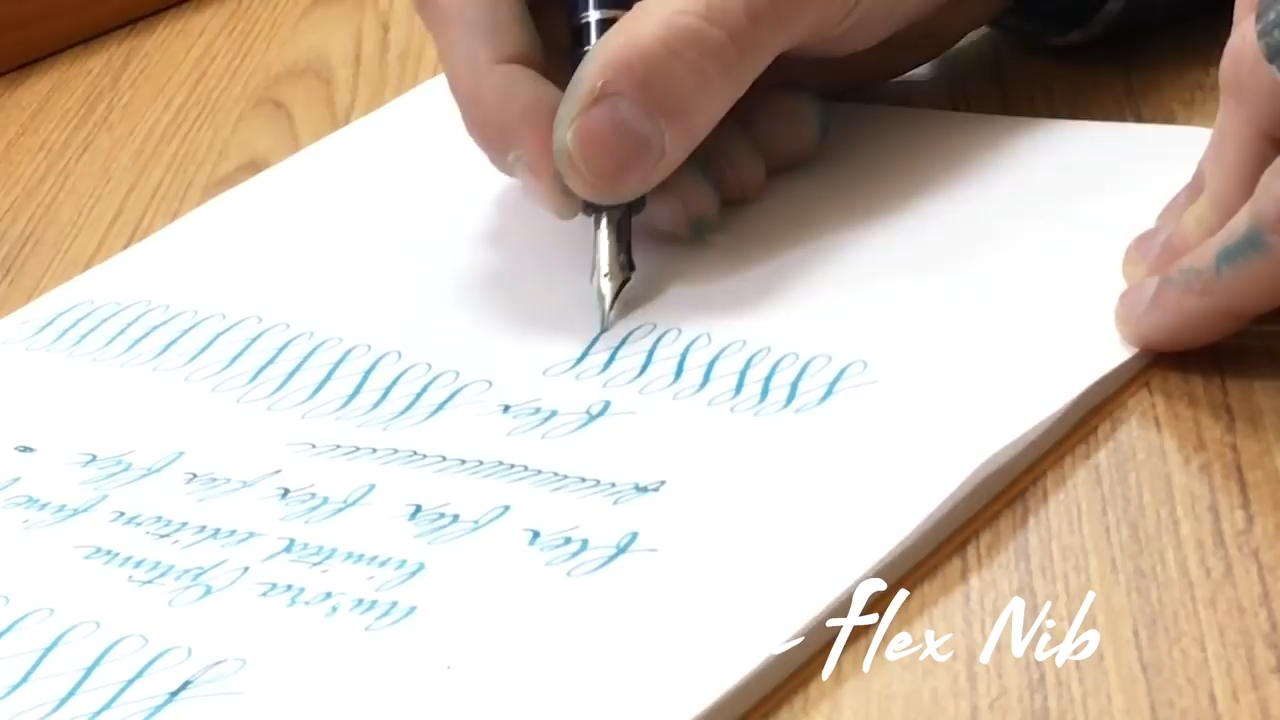 Aurora Optima
limited edition fine
flex flex flex flex flex
flex
flex Nib